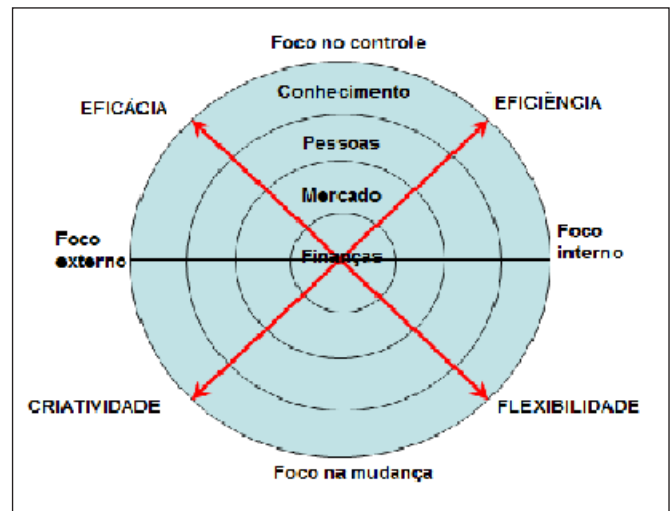 Foco no controle
Conhecimento
EFICÁCIA
EFICIÊNCIA
Pessoas
Mercado
Foco
externo
Finanças
Foco
interno
CRIATIVIDADE
FLEXIBILIDADE
Foco na mudança